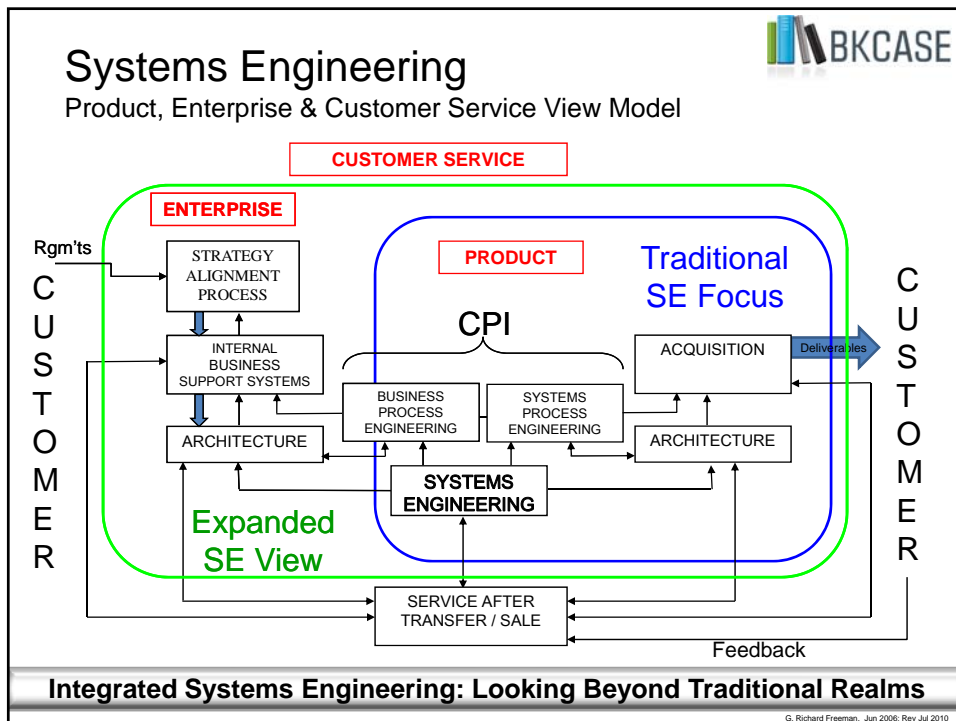 Systems Engineering
Product, Enterprise & Customer Service View Model
BKCASE
CUSTOMER SERVICE
ENTERPRISE
PRODUCT
Traditional
SE Focus
Rgm'ts
CUSTOMER
STRATEGY
ALIGNMENT
PROCESS
CPI
INTERNAL
BUSINESS
SUPPORT SYSTEMS
ACQUISITION
Deliverables
CUSTOMER
BUSINESS
PROCESS
ENGINEERING
SYSTEMS
PROCESS
ENGINEERING
ARCHITECTURE
ARCHITECTURE
SYSTEMS
ENGINEERING
Expanded
SE View
SERVICE AFTER
TRANSFER / SALE
Feedback
Integrated Systems Engineering: Looking Beyond Traditional Realms
G. Richard Freeman, Jun 2006; Rev Jul 2010